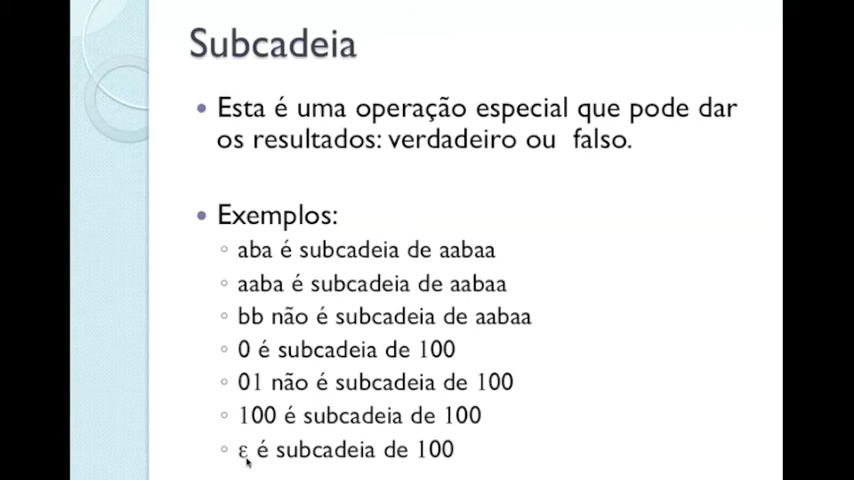 Subcadeia
• Esta é uma operação especial que pode dar
os resultados: verdadeiro ou falso.
• Exemplos:
◦ aba é subcadeia de aabaa
◦ aaba é subcadeia de aabaa
◦ bb não é subcadeia de aabaa
◦ 0 é subcadeia de 100
◦ 01 não é subcadeia de 100
◦ 100 é subcadeia de 100
◦ ε é subcadeia de 100